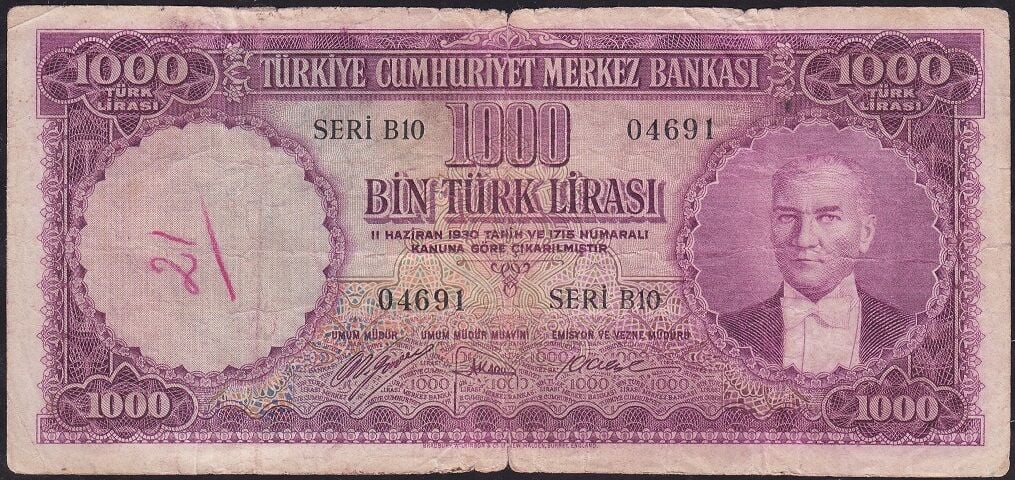 1000 TÜRKİYE CUMHURİYET MERKEZ BANKASI 1000
TÜRK LİRASI TÜRK LİRASI
SERİ B10 1000 04691
BİN TÜRK LİRASI
11 HAZİRAN 1930 TARİH VE 1715 NUMARALI
KANUNA GÖRE ÇIKARILMIŞTIR
21/
04691 SERİ B10
UMUM MÜDÜR UMUM MÜDÜR MUAVİNİ EMİSYON VE VEZNE MÜDÜRÜ
1000 1000